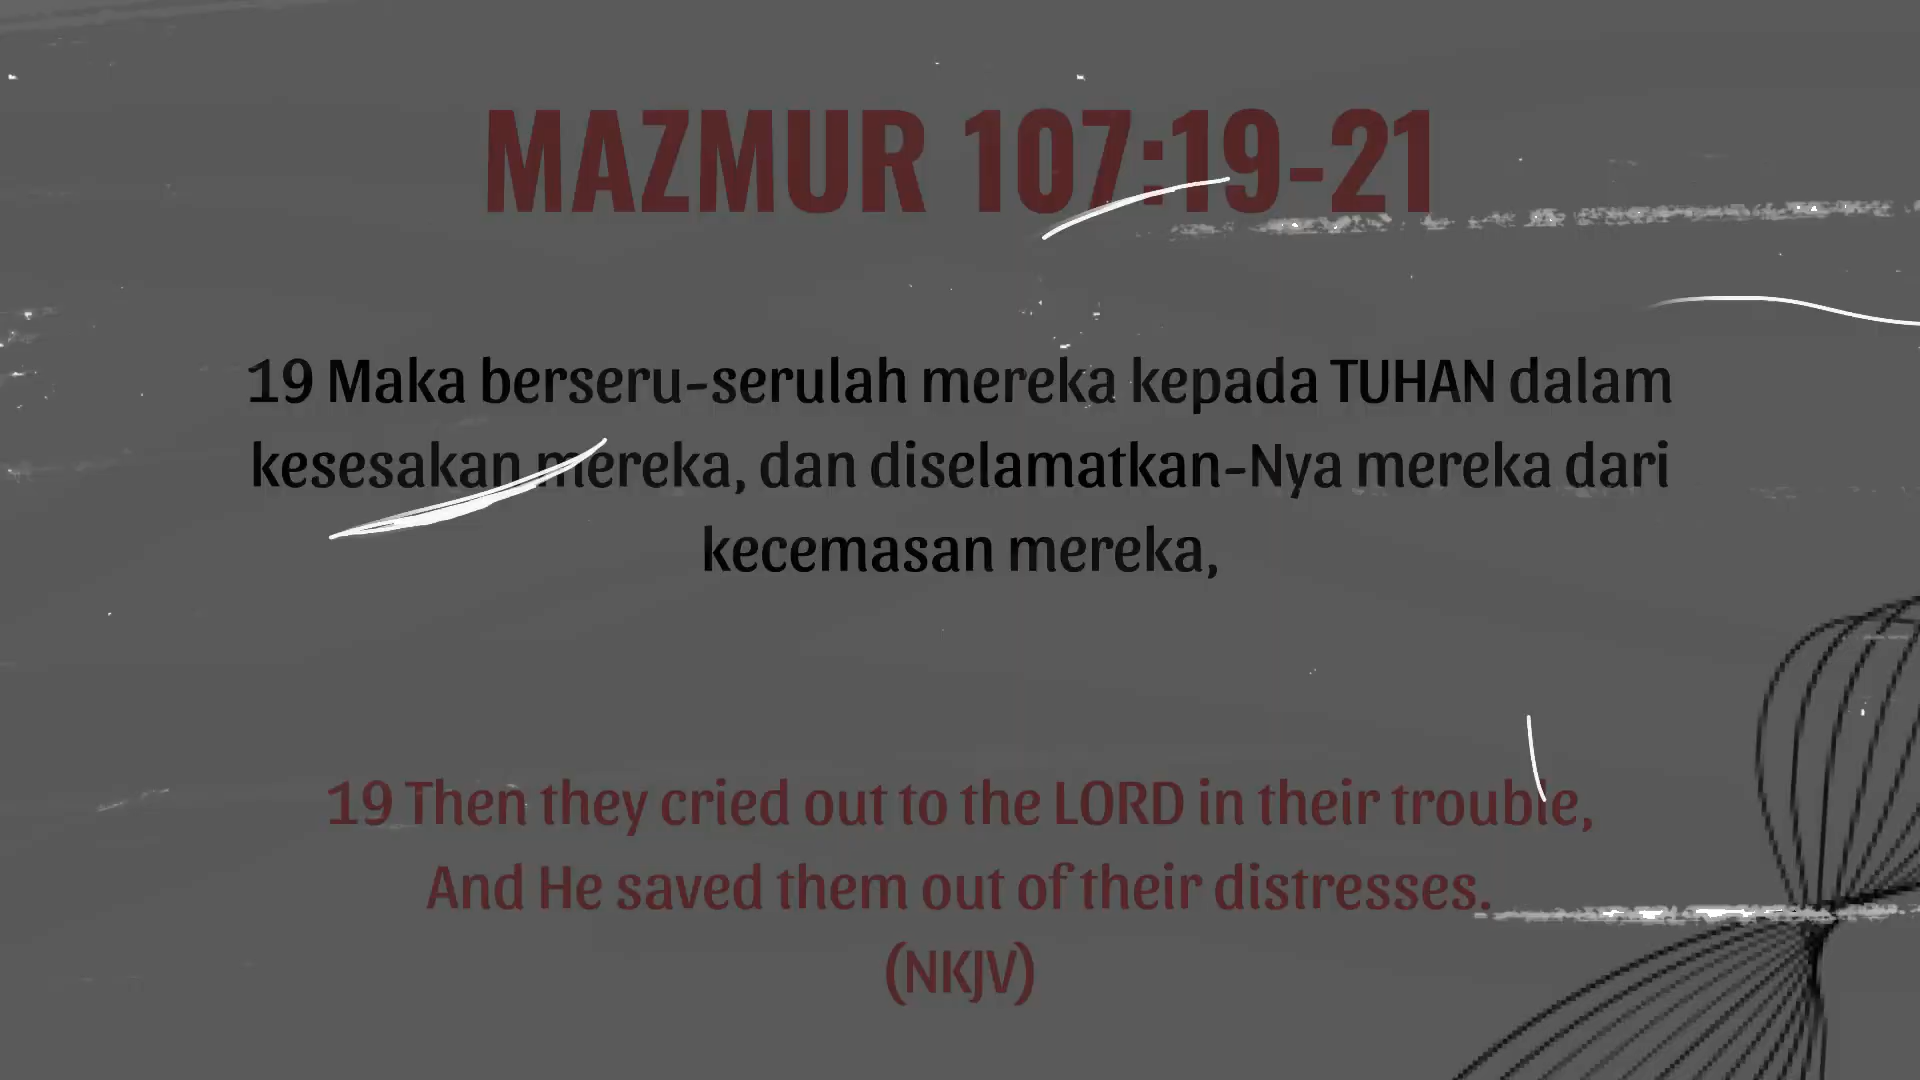 MAZMUR 107:19-21
19 Maka berseru-serulah mereka kepada TUHAN dalam
kesesakan mereka, dan diselamatkan-Nya mereka dari
kecemasan mereka,
19 Then they cried out to the LORD in their trouble,
And He saved them out of their distresses.
(NKJV)